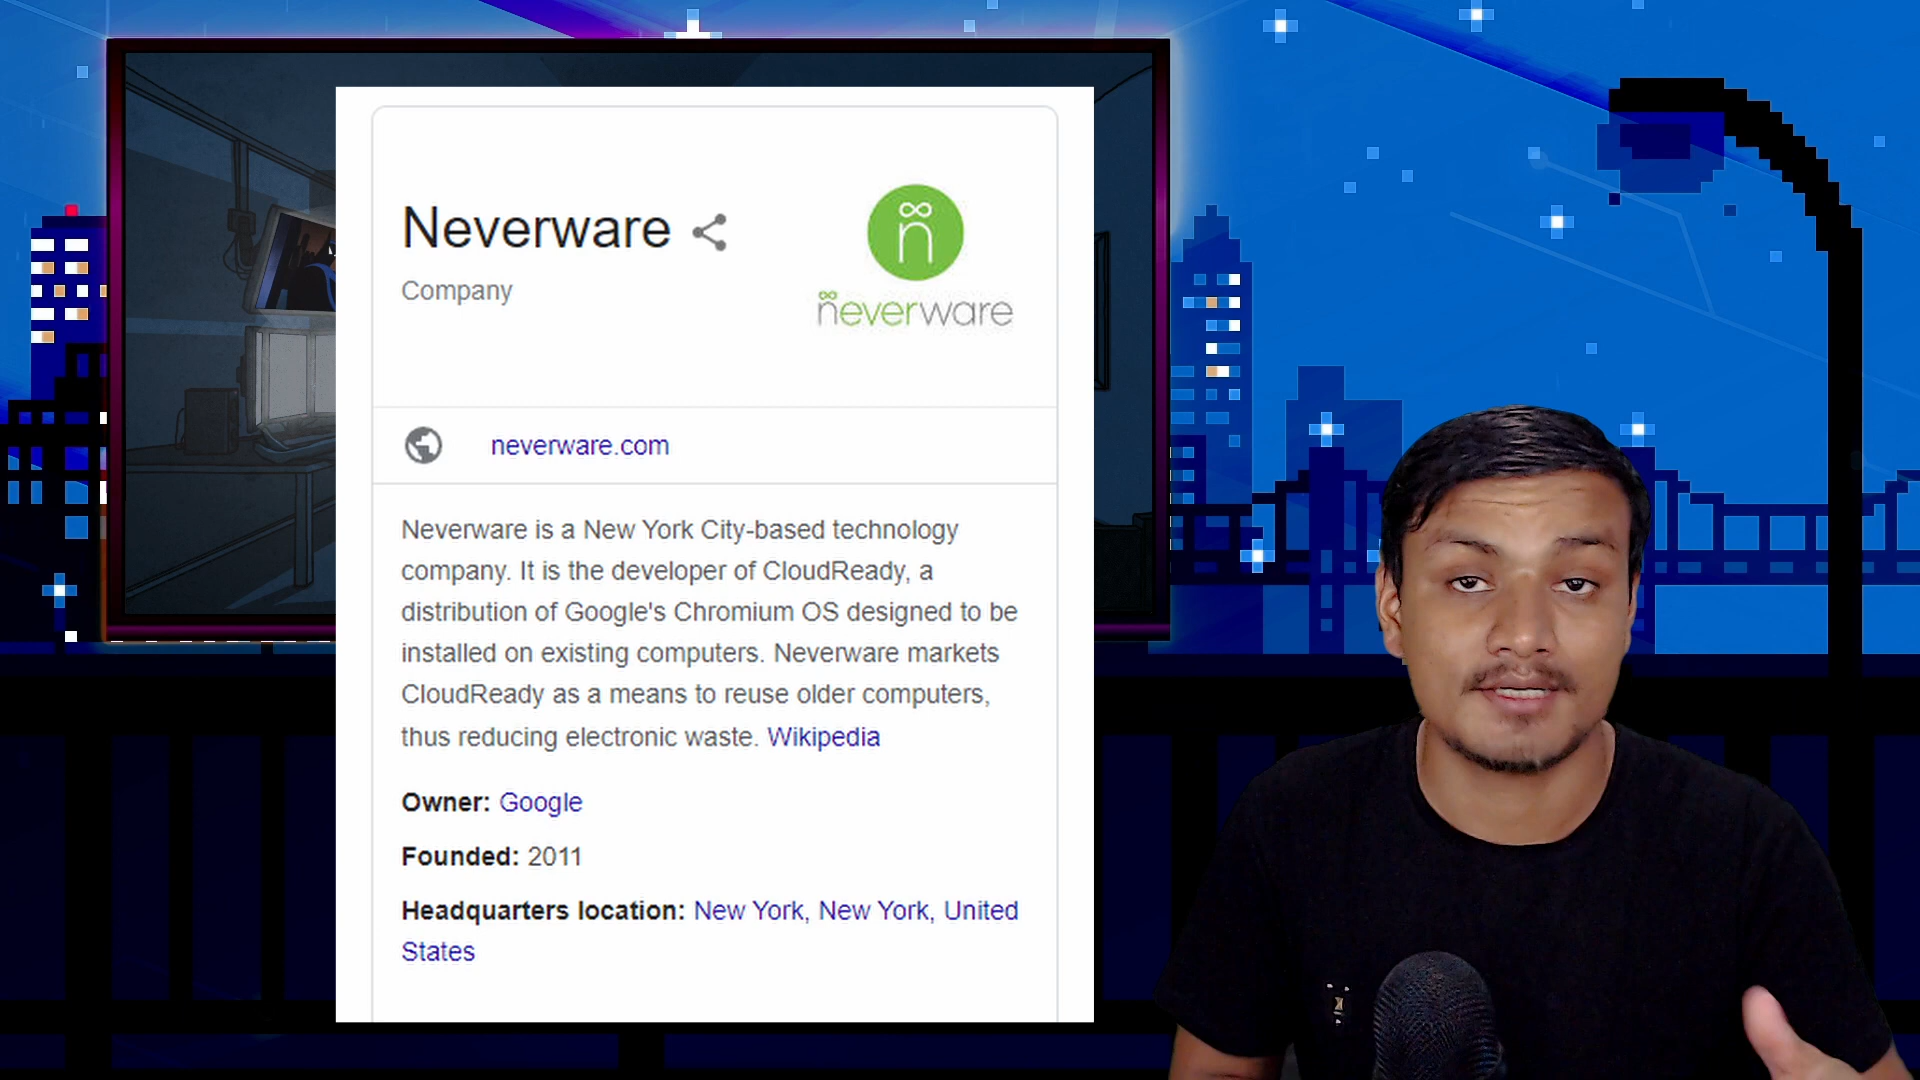 Neverware
Company
neverware
neverware.com
Neverware is a New York City-based technology
company. It is the developer of CloudReady, a
distribution of Google's Chromium OS designed to be
installed on existing computers. Neverware markets
CloudReady as a means to reuse older computers,
thus reducing electronic waste. Wikipedia
Owner: Google
Founded: 2011
Headquarters location: New York, New York, United
States